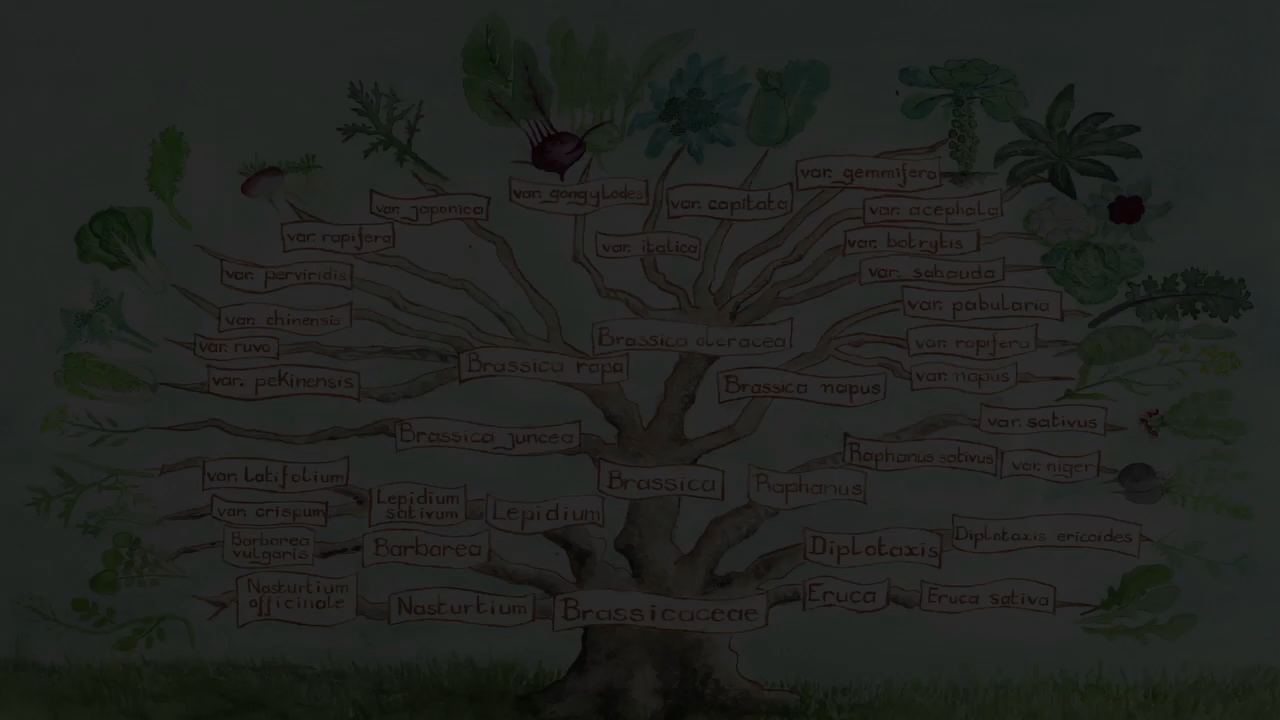 var. gemmifera
var. gongylodes
var. capitata
var. japonica
var. acephala
var. rapifera
var. italica
var. botrytis
var. perviridis
var. sabauda
var. pabularia
var. chinensis
Brassica oleracea
var. rapifera
var. ruvo
Brassica rapa
var. pekinensis
Brassica napus
var. napus
var. sativus
Brassica juncea
Raphanus sativus
var. niger
var. latifolium
Brassica
Raphanus
Lepidium
sativum
var. crispum
Lepidium
Barbarea
vulgaris
Barbarea
Diplotaxis
Diplotaxis ericoides
Nasturtium
officinale
Nasturtium
Brassicaceae
Eruca
Eruca sativa